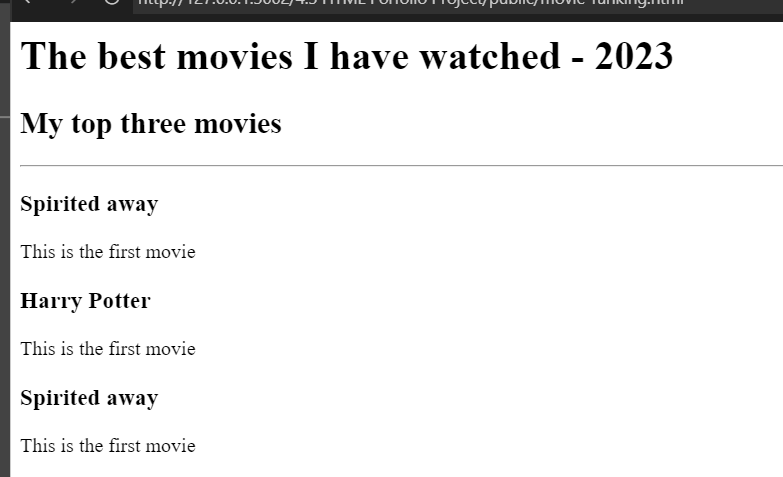 The best movies I have watched - 2023
My top three movies
Spirited away
This is the first movie
Harry Potter
This is the first movie
Spirited away
This is the first movie